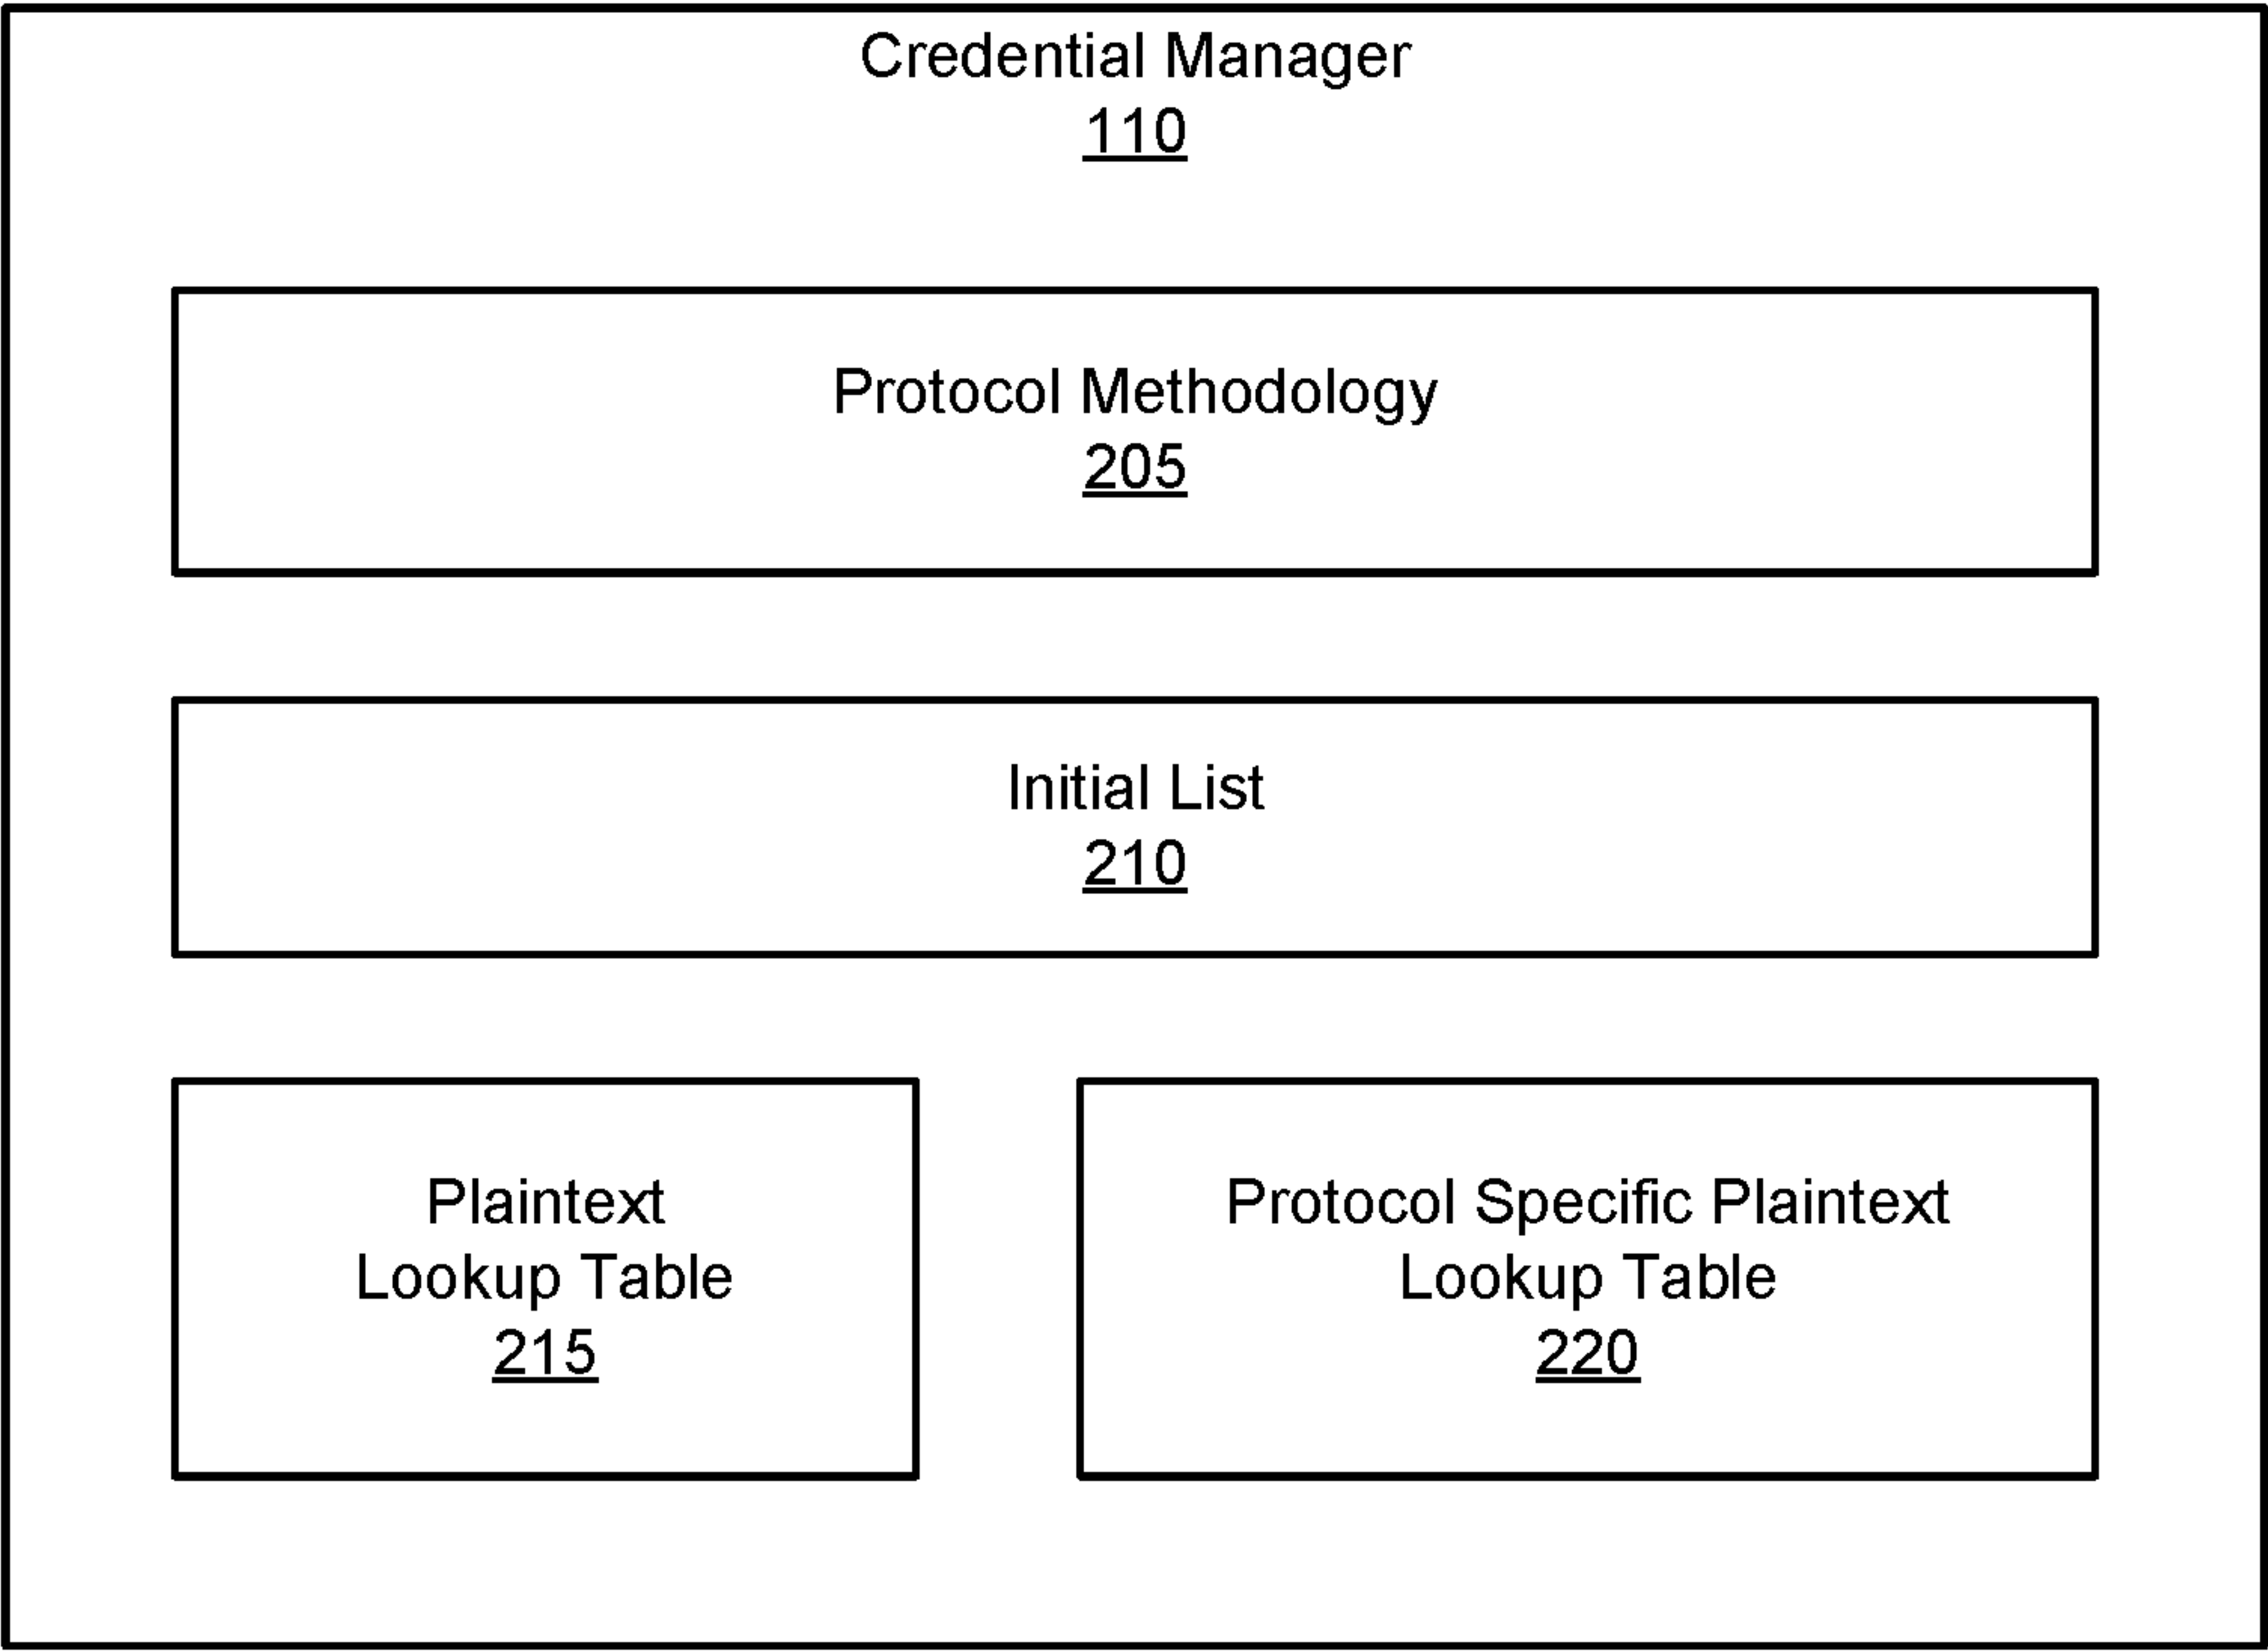 Credential Manager
110
Protocol Methodology
205
Initial List
210
Plaintext
Lookup Table
215
Protocol Specific Plaintext
Lookup Table
220